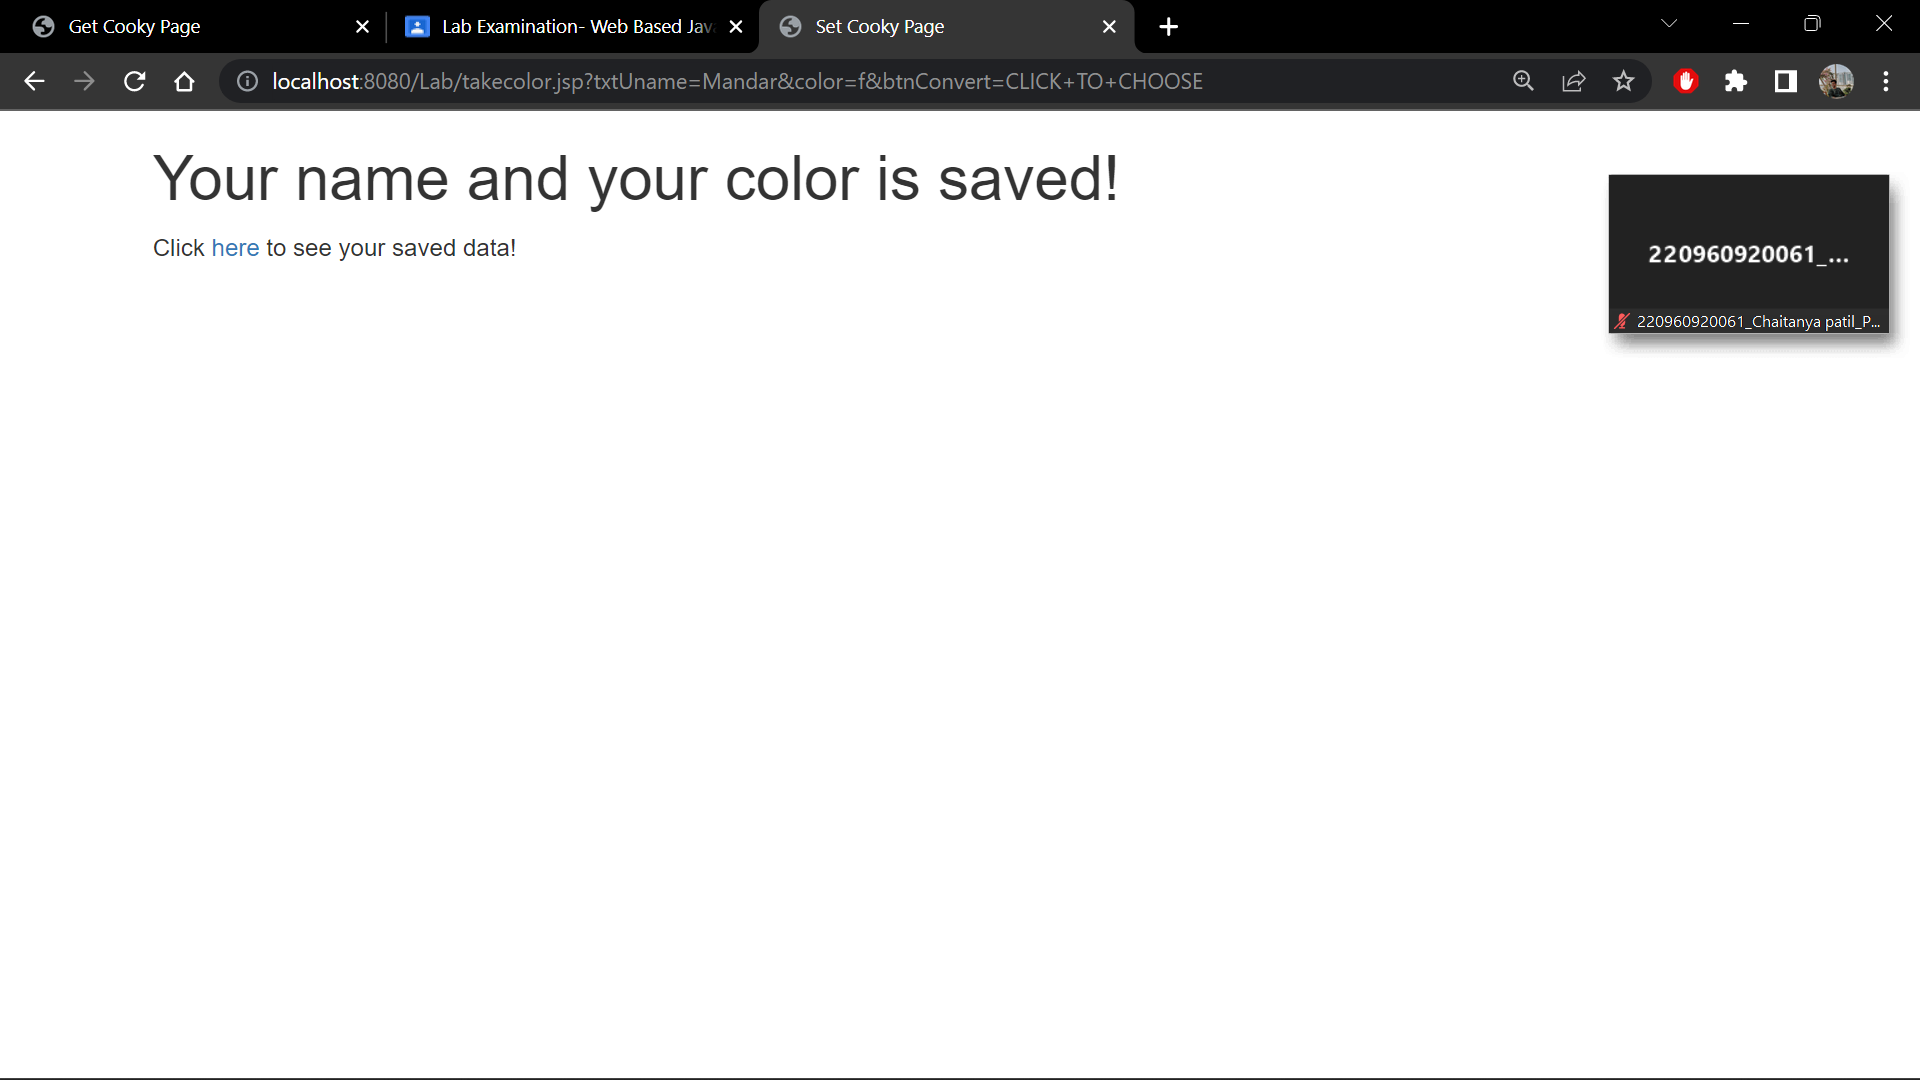 Get Cooky Page
Lab Examination- Web Based Jav
Set Cooky Page
localhost:8080/Lab/takecolor.jsp?txtUname=Mandar&color=f&btnConvert=CLICK+TO+CHOOSE
Your name and your color is saved!
Click here to see your saved data!
220960920061_...
220960920061_Chaitanya patil_P...